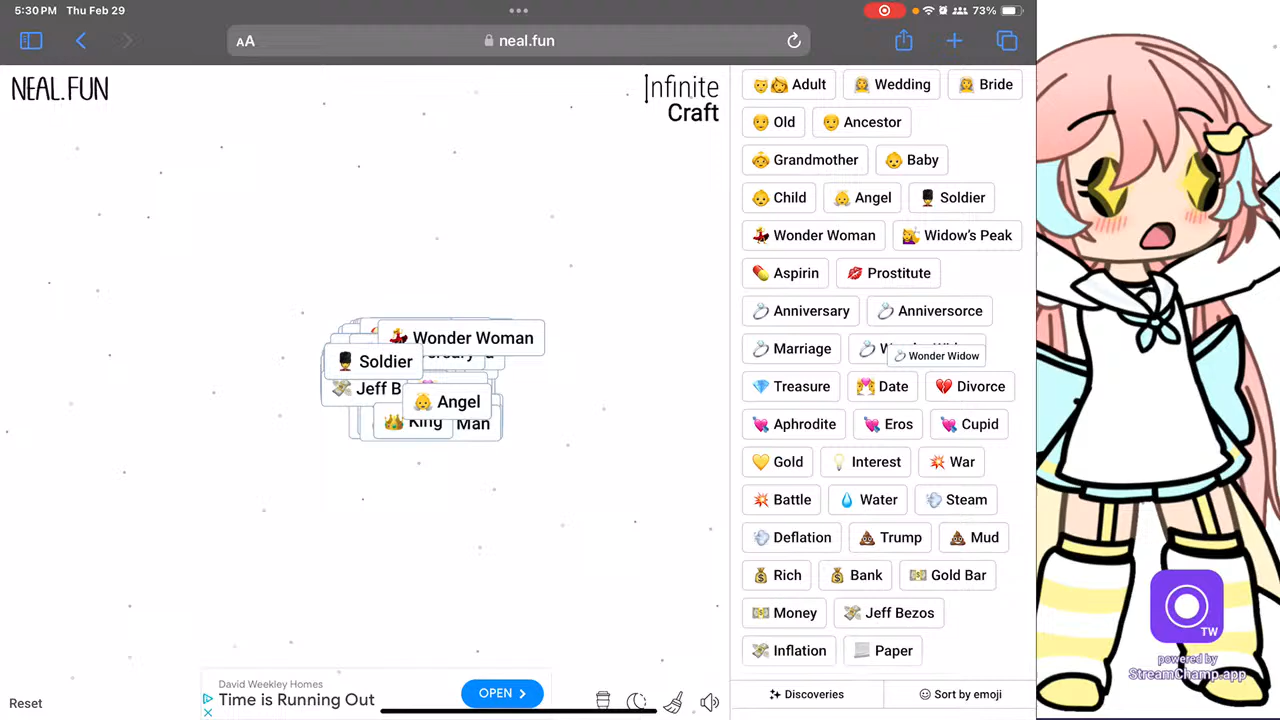 5:30 PM Thu Feb 29
73%
AA
neal.fun
NEAL.FUN
Infinite
Craft
Adult
Wedding
Bride
Old
Ancestor
Grandmother
Baby
Child
Angel
Soldier
Wonder Woman
Widow's Peak
Aspirin
Prostitute
Anniversary
Anniversorce
Marriage
Wonder Widow
Treasure
Date
Divorce
Aphrodite
Eros
Cupid
Gold
Interest
War
Battle
Water
Steam
Deflation
Trump
Mud
Rich
Bank
Gold Bar
Money
Jeff Bezos
Inflation
Paper
Discoveries
Sort by emoji
Wonder Woman
Soldier
Jeff B
Angel
King
Man
David Weekley Homes
Time is Running Out
OPEN
Reset
TW
powered by
StreamChamp.app